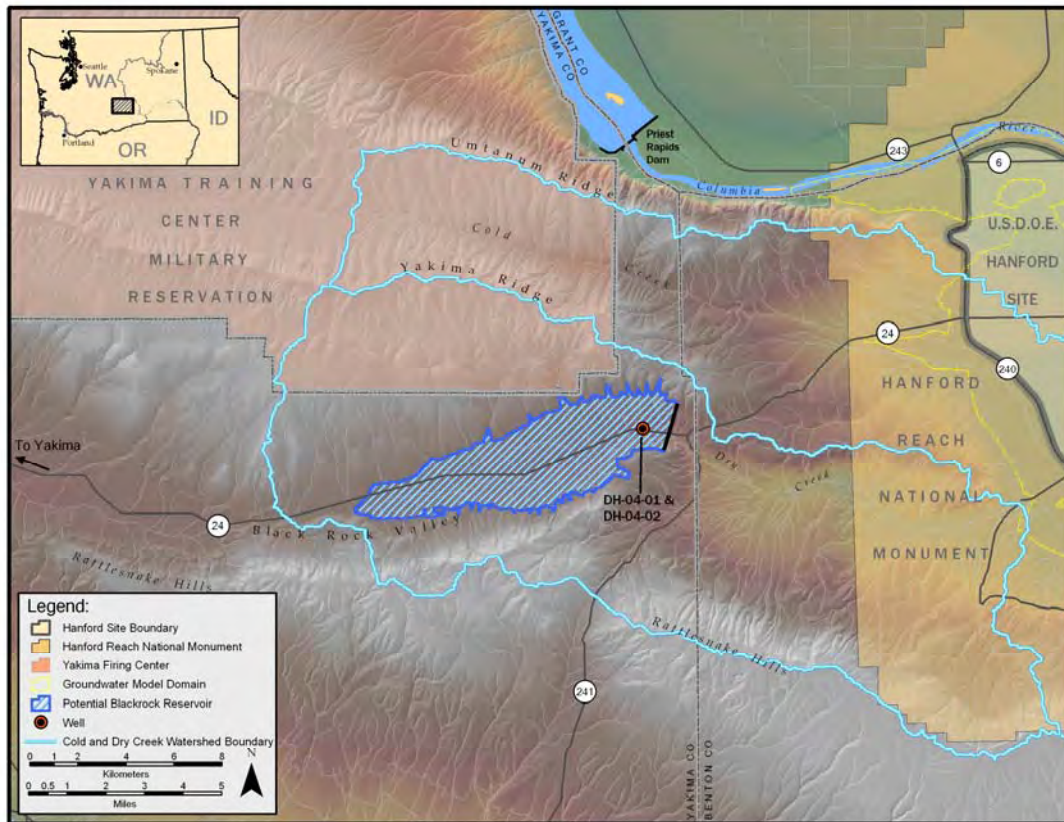 Seattle
Spokane
WA
ID
Portland
OR
GRANT CO
YAKIMA CO
Priest
Rapids
Dam
River
243
6
Columbia
Umtanum Ridge
YAKIMA TRAINING
CENTER
MILITARY
RESERVATION
Cold
Creek
Yakima Ridge
U.S.D.O.E.
HANFORD
SITE
24
240
HANFORD
REACH
NATIONAL
MONUMENT
To Yakima
Dry
Creek
DH-04-01 &
DH-04-02
24
Black Rock Valley
Rattlesnake Hills
Rattlesnake Hills
241
YAKIMA CO
BENTON CO
Legend:
Hanford Site Boundary
Hanford Reach National Monument
Yakima Firing Center
Groundwater Model Domain
Potential Blackrock Reservoir
Well
Cold and Dry Creek Watershed Boundary
0 1 2 4 6 8
Kilometers
0 0.5 1 2 3 4 5
Miles
N